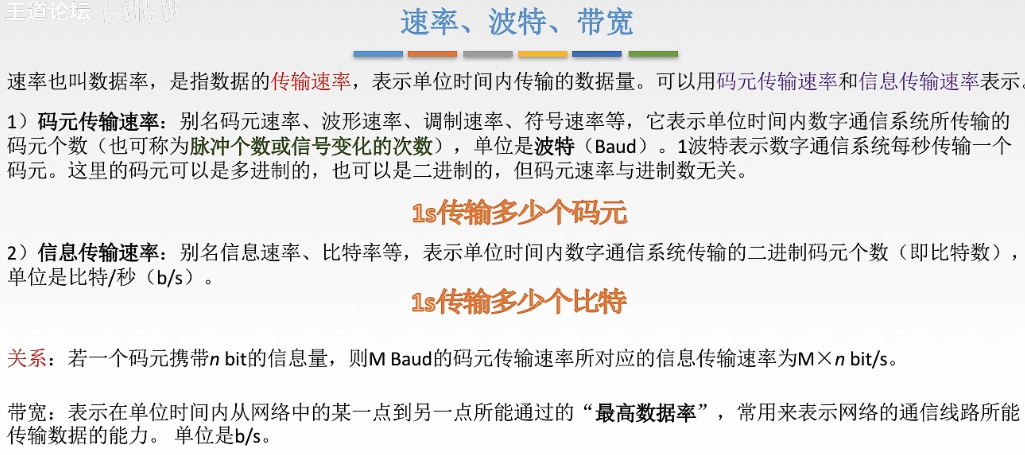 王道论坛 bilibili
速率、波特、带宽
速率也叫数据率，是指数据的传输速率，表示单位时间内传输的数据量。可以用码元传输速率和信息传输速率表示。
1）码元传输速率：别名码元速率、波形速率、调制速率、符号速率等，它表示单位时间内数字通信系统所传输的
码元个数（也可称为脉冲个数或信号变化的次数），单位是波特（Baud）。1波特表示数字通信系统每秒传输一个
码元。这里的码元可以是多进制的，也可以是二进制的，但码元速率与进制数无关。
1s传输多少个码元
2）信息传输速率：别名信息速率、比特率等，表示单位时间内数字通信系统传输的二进制码元个数（即比特数），
单位是比特/秒（b/s）。
1s传输多少个比特
关系：若一个码元携带n bit的信息量，则M Baud的码元传输速率所对应的信息传输速率为M×n bit/s。
带宽：表示在单位时间内从网络中的某一点到另一点所能通过的“最高数据率”，常用来表示网络的通信线路所能
传输数据的能力。 单位是b/s。